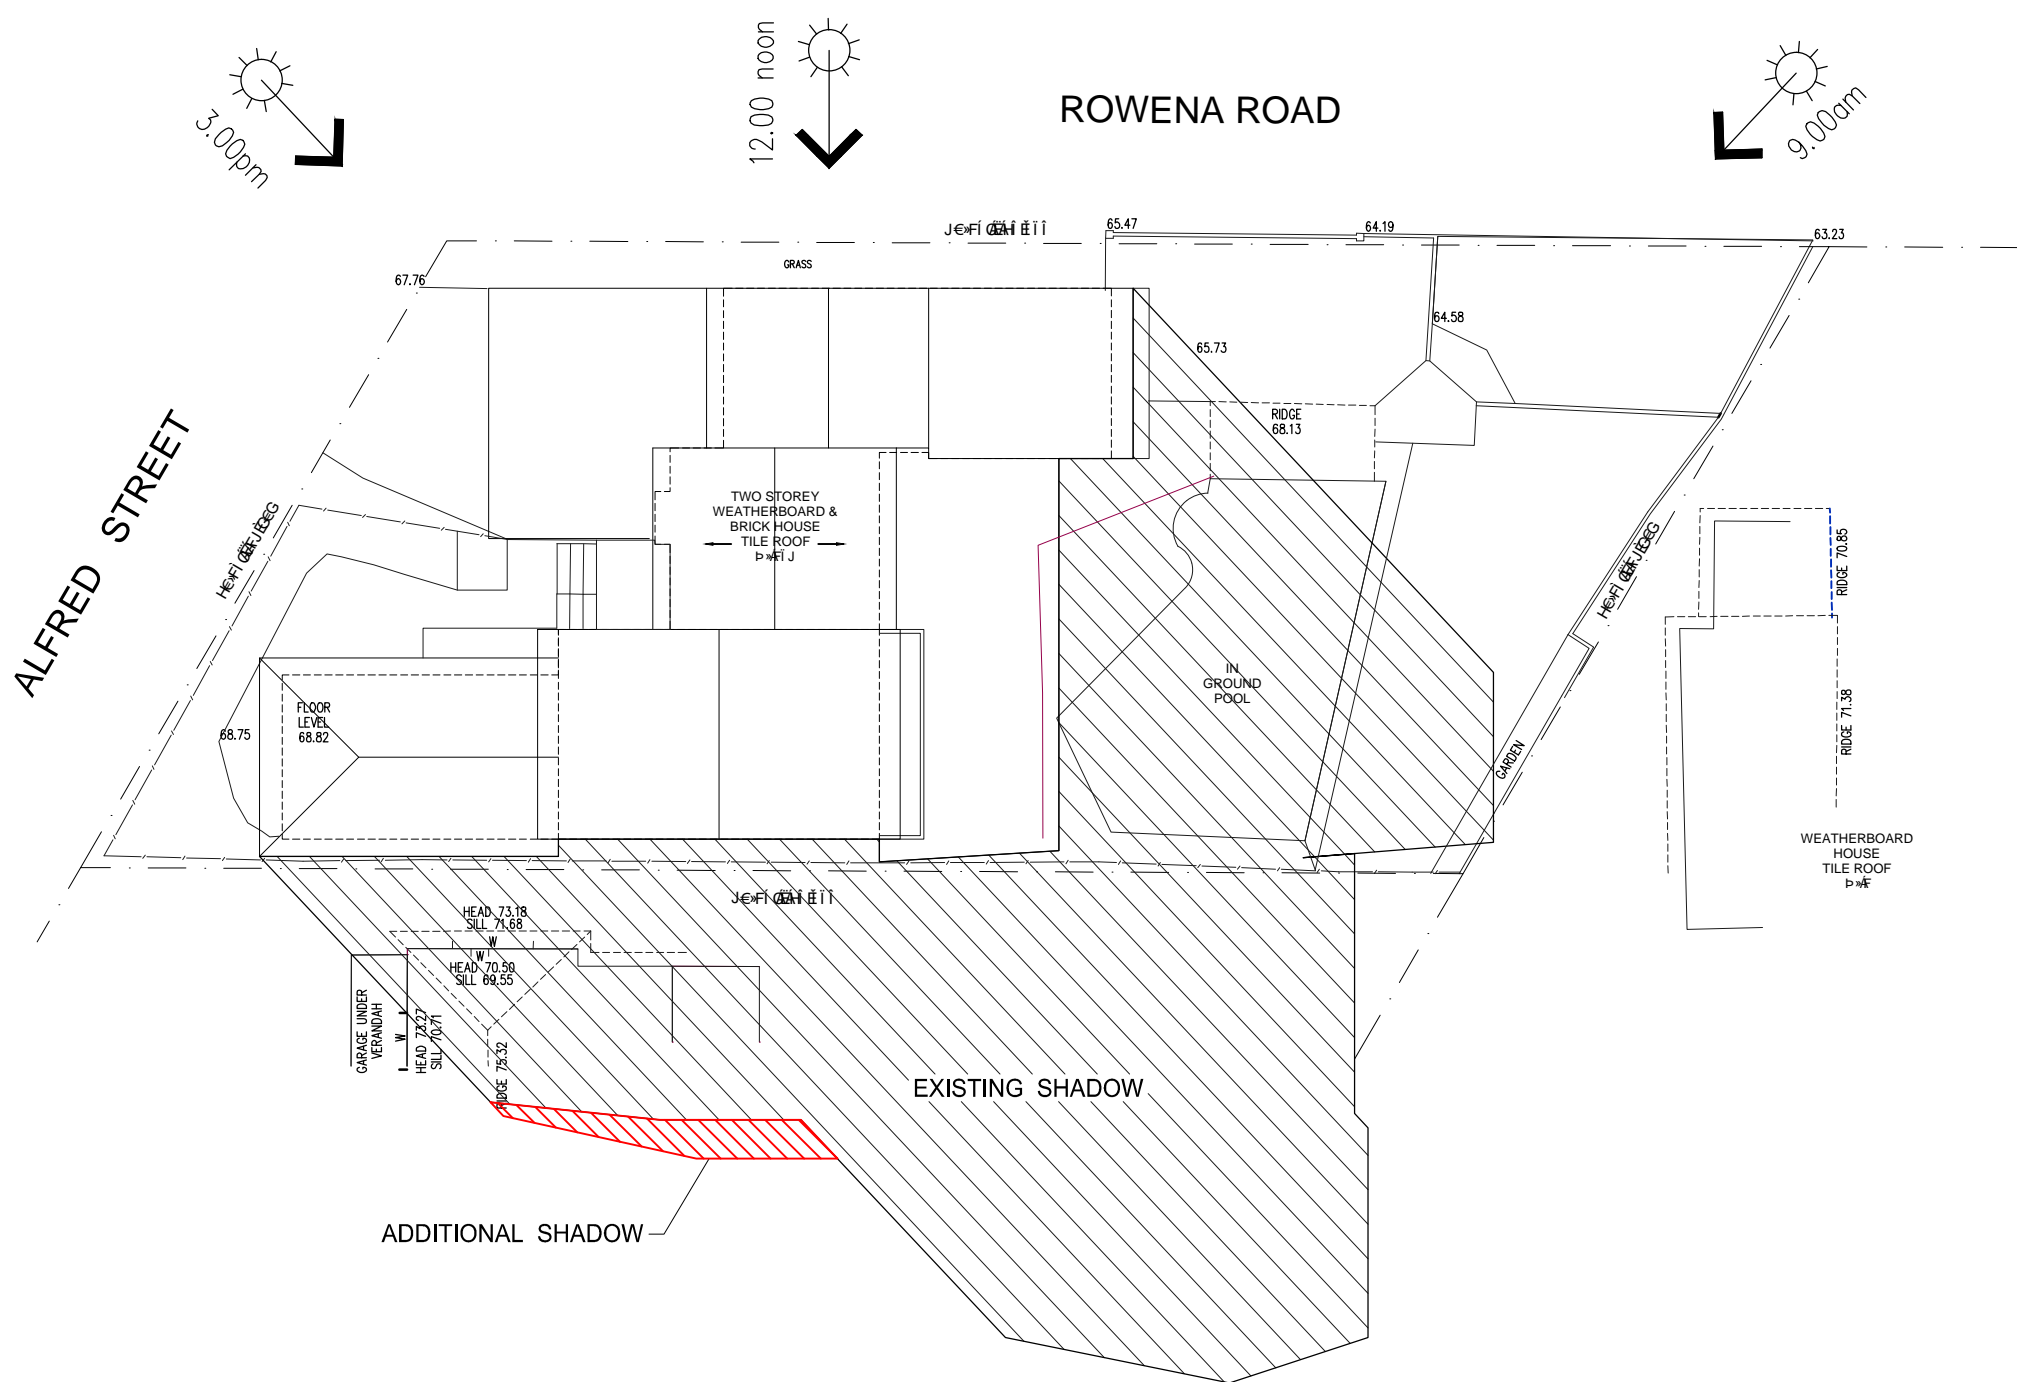 3.00pm
12.00 noon
ROWENA ROAD
9.00am
65.47
64.19
63.23
GRASS
67.76
64.58
65.73
RIDGE
68.13
ALFRED STREET
TWO STOREY
WEATHERBOARD &
BRICK HOUSE
TILE ROOF
RIDGE 70.85
IN
GROUND
POOL
FLOOR
LEVEL
68.82
68.75
RIDGE 71.38
GARDEN
WEATHERBOARD
HOUSE
TILE ROOF
HEAD 73.18
SILL 71.68
W
W
HEAD 70.50
SILL 69.55
GARAGE UNDER
VERANDAH
W
HEAD 73.27
SILL 70.71
RIDGE 75.32
EXISTING SHADOW
ADDITIONAL SHADOW